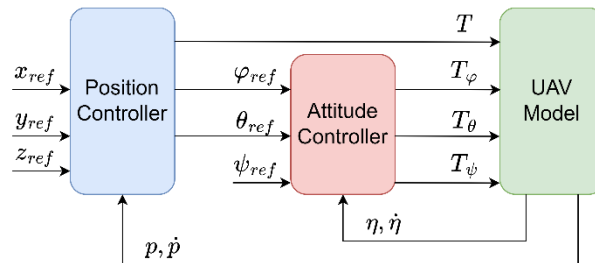 T
x_ref
φ_ref
T_φ
Position
Controller
UAV
Model
Attitude
Controller
y_ref
θ_ref
T_θ
z_ref
ψ_ref
T_ψ
η, η̇
p, ṗ